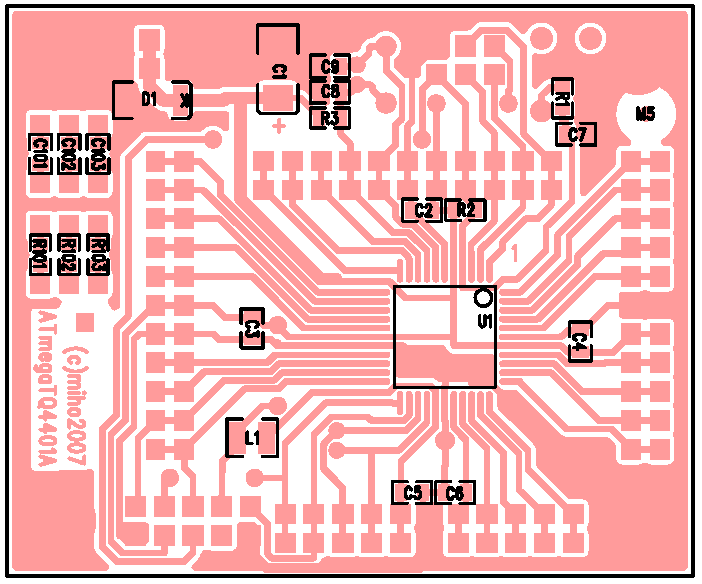 C1
C9
C8
R3
+
D1
R1
C7
M5
C101
C102
C103
C2
R2
R101
R102
R103
1
U1
C3
C4
L1
C5
C6
(c)miho2007
ATmegaTQ4401A